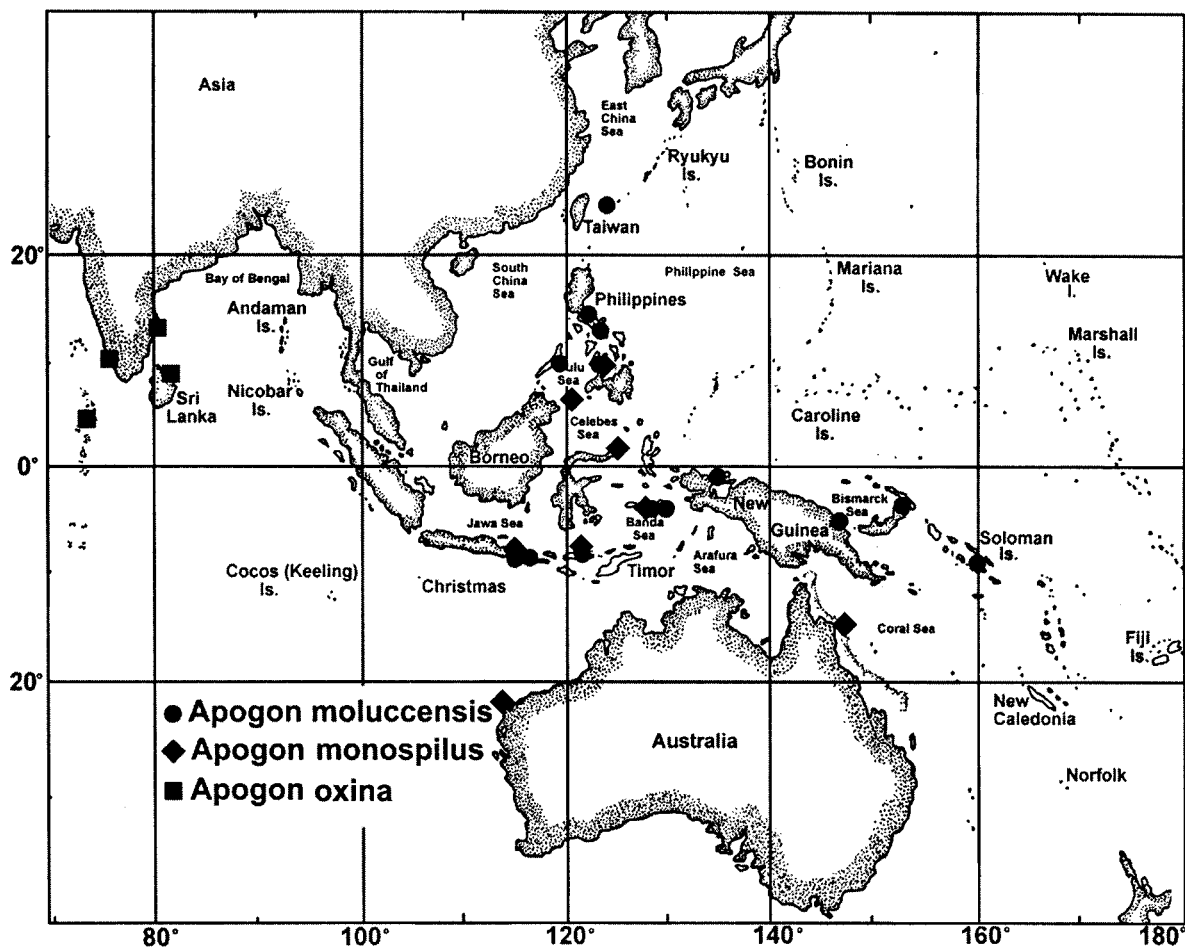 Asia
East
China
Sea
Ryukyu
Is.
Bonin
Is.
Taiwan
20°
Bay of Bengal
South
China
Sea
Philippine Sea
Mariana
Is.
Wake
I.
Andaman
Is.
Philippines
Marshall
Is.
Gulf
of
Thailand
ulu
Sea
Nicobar
Is.
Sri
Lanka
Celebes
Sea
Caroline
Is.
0°
Borneo
New
Guinea
Bismarck
Sea
Jawa Sea
Banda
Sea
Arafura
Sea
Soloman
Is.
Cocos (Keeling)
Is.
Christmas
Timor
Coral Sea
Fiji
Is.
20°
New
Caledonia
Apogon moluccensis
Apogon monospilus
Apogon oxina
Australia
Norfolk
80°
100°
120°
140°
160°
180°